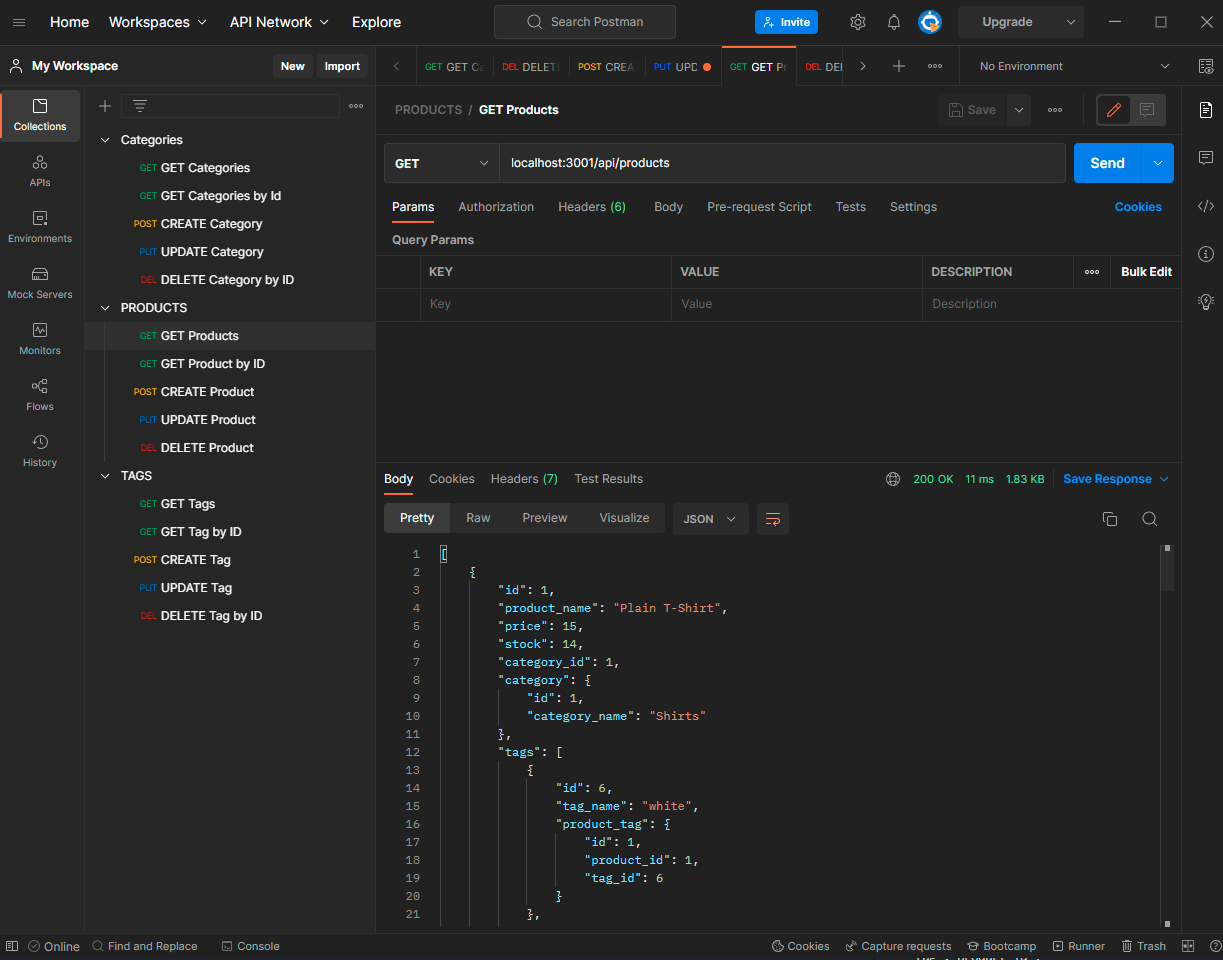 Home Workspaces API Network Explore Search Postman Invite Upgrade
My Workspace New Import GET GET Ca DEL DELET POST CREA PUT UPD GET GET P DEL DEL No Environment
Collections
APIs
Environments
Mock Servers
Monitors
Flows
History
Categories
GET GET Categories
GET GET Categories by Id
POST CREATE Category
PUT UPDATE Category
DEL DELETE Category by ID
PRODUCTS
GET GET Products
GET GET Product by ID
POST CREATE Product
PUT UPDATE Product
DEL DELETE Product
TAGS
GET GET Tags
GET GET Tag by ID
POST CREATE Tag
PUT UPDATE Tag
DEL DELETE Tag by ID
PRODUCTS / GET Products Save
GET localhost:3001/api/products Send
Params Authorization Headers (6) Body Pre-request Script Tests Settings Cookies
Query Params
KEY VALUE DESCRIPTION Bulk Edit
Key Value Description
Body Cookies Headers (7) Test Results 200 OK 11 ms 1.83 KB Save Response
Pretty Raw Preview Visualize JSON
1 [
2 {
3 "id": 1,
4 "product_name": "Plain T-Shirt",
5 "price": 15,
6 "stock": 14,
7 "category_id": 1,
8 "category": {
9 "id": 1,
10 "category_name": "Shirts"
11 },
12 "tags": [
13 {
14 "id": 6,
15 "tag_name": "white",
16 "product_tag": {
17 "id": 1,
18 "product_id": 1,
19 "tag_id": 6
20 }
21 },
Online Find and Replace Console Cookies Capture requests Bootcamp Runner Trash